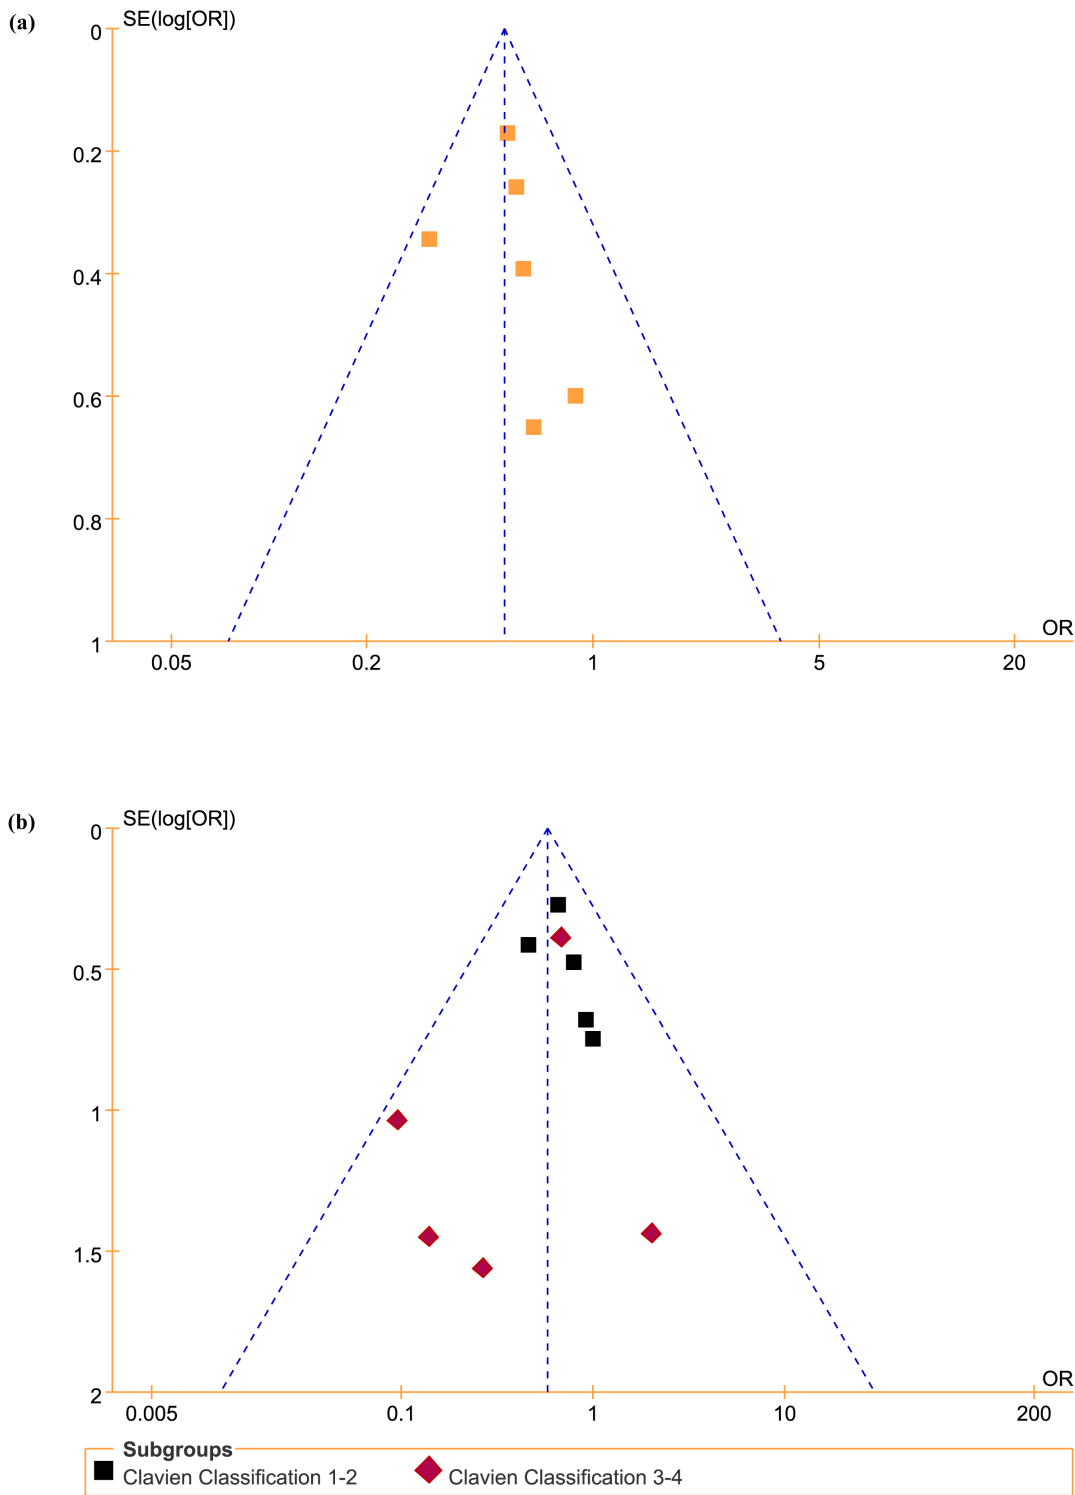 (a)
SE(log[OR])
0
0.2
0.4
0.6
0.8
1
OR
0.05 0.2 1 5 20
(b)
SE(log[OR])
0
0.5
1
1.5
2
OR
0.005 0.1 1 10 200
Subgroups
Clavien Classification 1-2 Clavien Classification 3-4